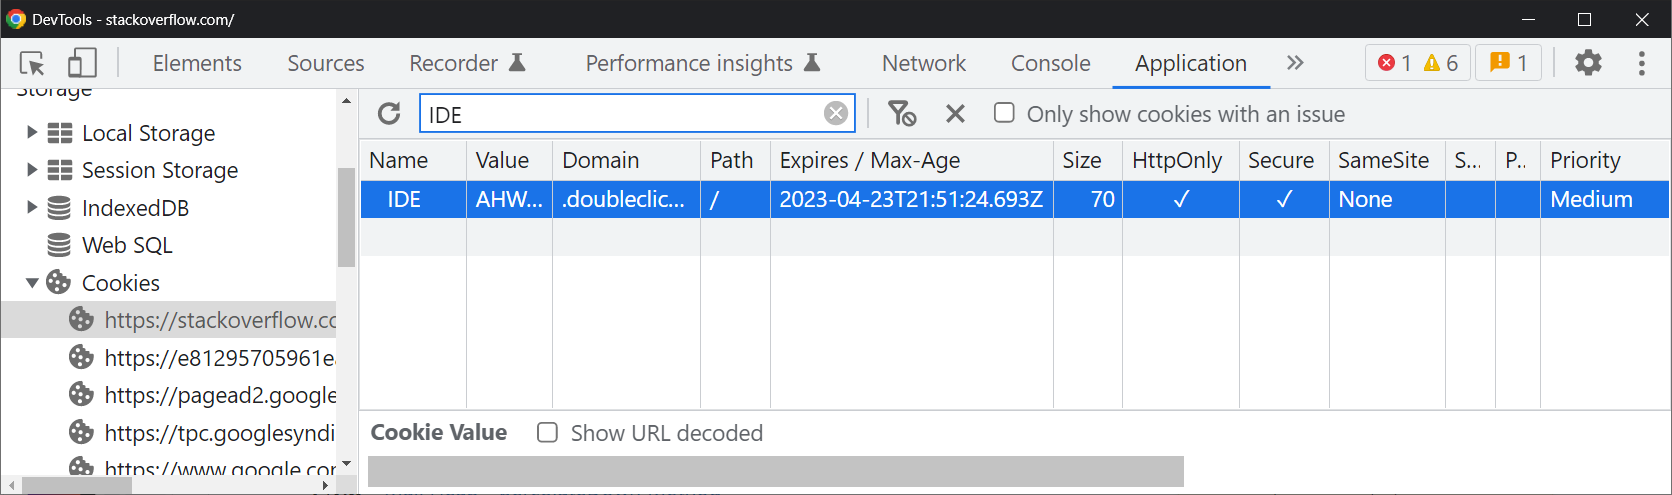 DevTools - stackoverflow.com/
Elements Sources Recorder Performance insights Network Console Application 1 6 1
Storage
Local Storage
Session Storage
IndexedDB
Web SQL
Cookies
https://stackoverflow.co
https://e81295705961e
https://pagead2.google
https://tpc.googlesyndi
https://www.google.con
IDE Only show cookies with an issue
Name Value Domain Path Expires / Max-Age Size HttpOnly Secure SameSite S... P.. Priority
IDE AHW... .doubleclic... / 2023-04-23T21:51:24.693Z 70 ✓ ✓ None Medium
Cookie Value Show URL decoded